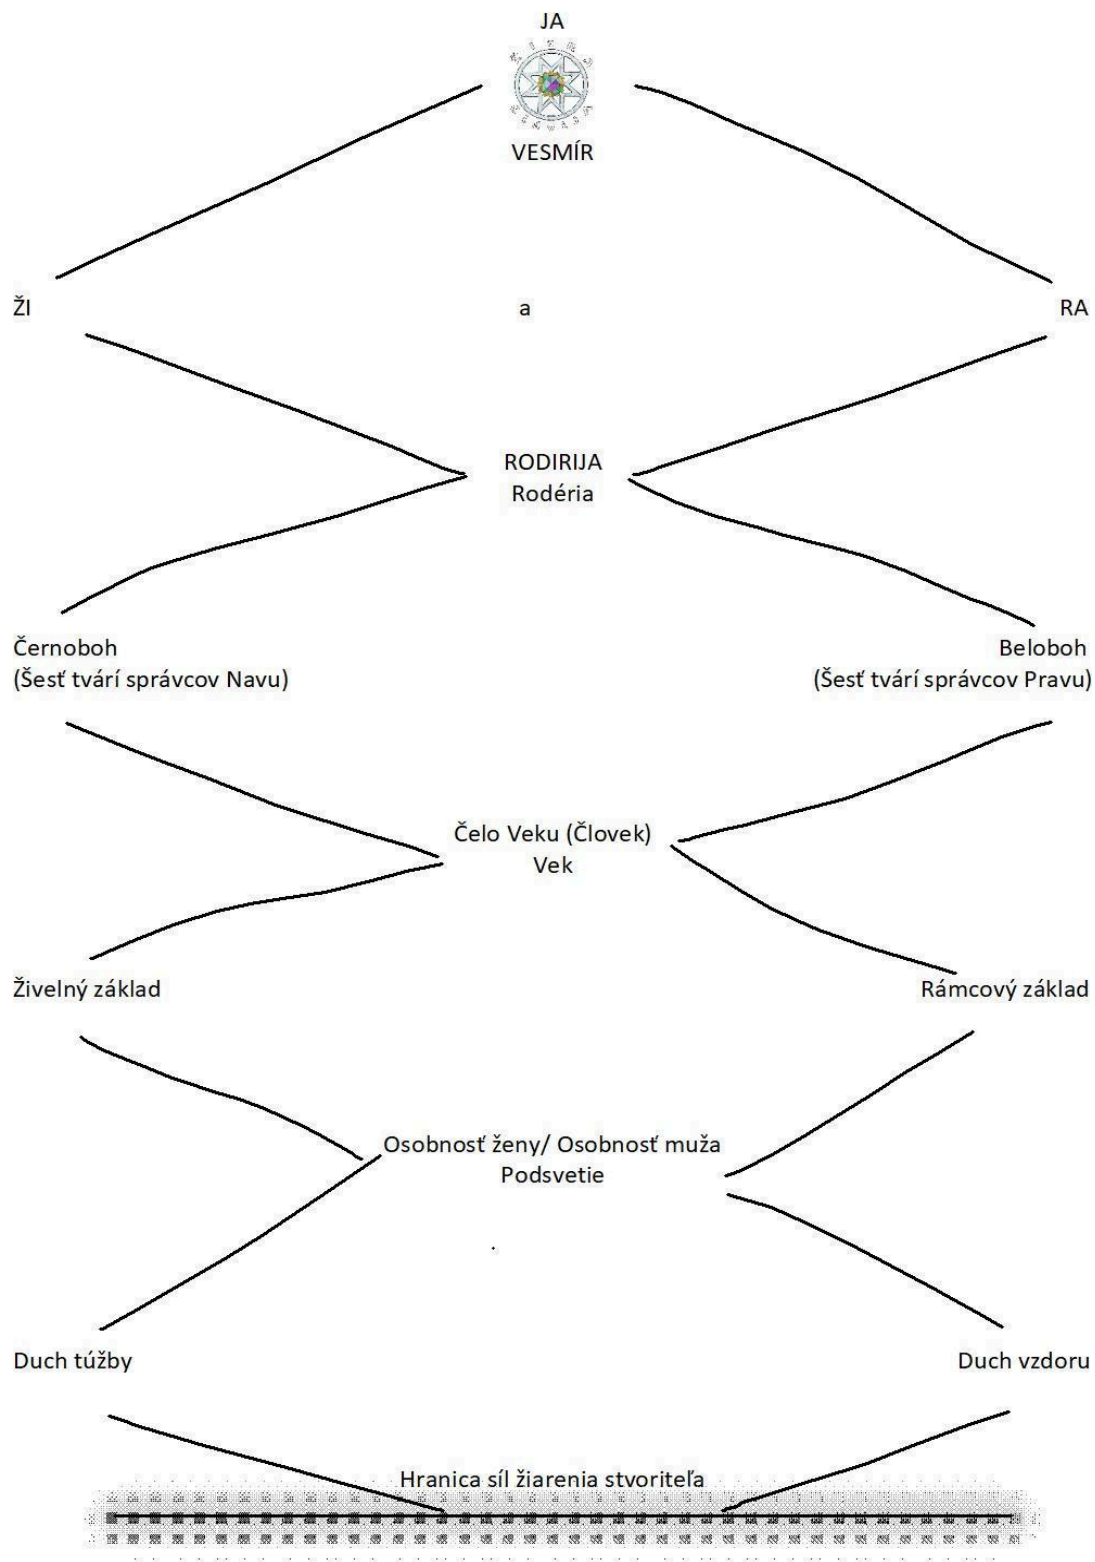 JA
VESMÍR
ŽI a RA
RODIRIJA
Rodéria
Černoboh Beloboh
(Šesť tvárí správcov Navu) (Šesť tvárí správcov Pravu)
Čelo Veku (Človek)
Vek
Živelný základ Rámcový základ
Osobnosť ženy/ Osobnosť muža
Podsvetie
Duch túžby Duch vzdoru
Hranica síl žiarenia stvoriteľa